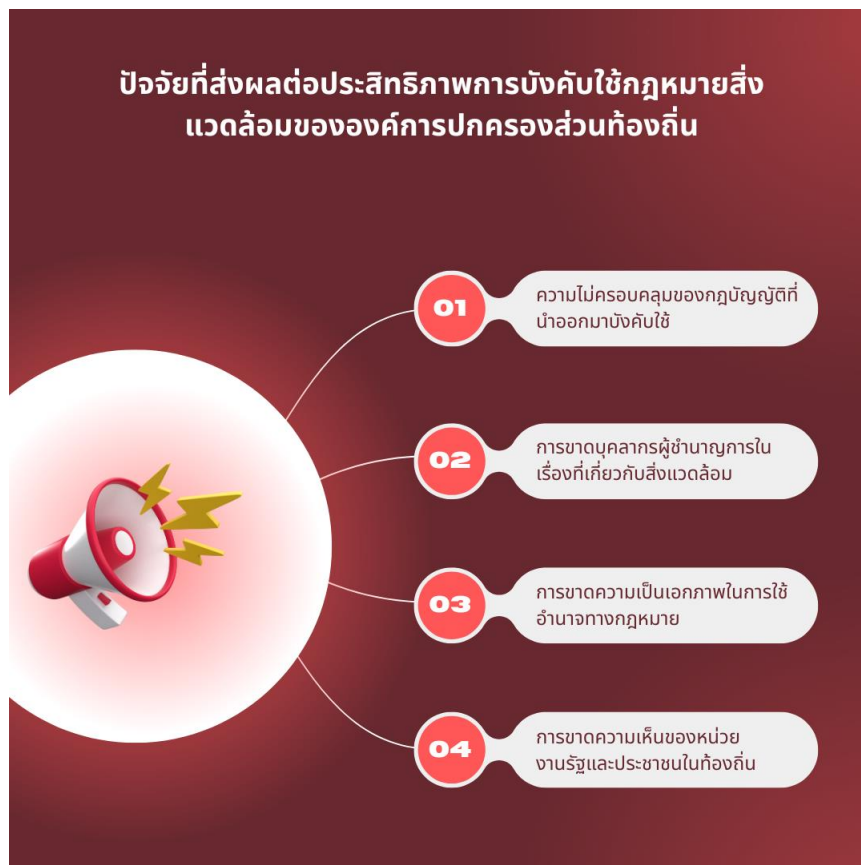 ปัจจัยที่ส่งผลต่อประสิทธิภาพการบังคับใช้กฎหมายสิ่ง
แวดล้อมขององค์การปกครองส่วนท้องถิ่น
01
ความไม่ครอบคลุมของกฎบัญญัติที่
นำออกมาบังคับใช้
02
การขาดบุคลากรผู้ชำนาญการใน
เรื่องที่เกี่ยวกับสิ่งแวดล้อม
03
การขาดความเป็นเอกภาพในการใช้
อำนาจทางกฎหมาย
04
การขาดความเห็นของหน่วย
งานรัฐและประชาชนในท้องถิ่น